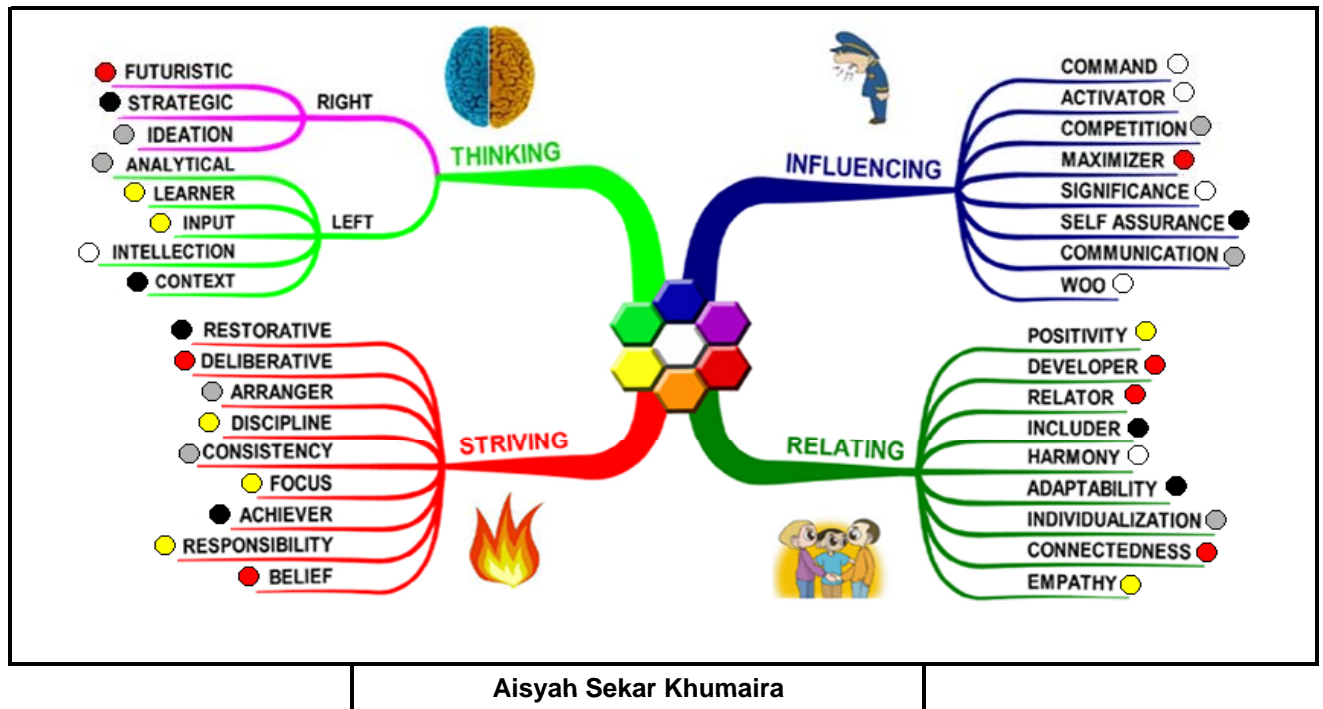 FUTURISTIC
STRATEGIC
IDEATION
RIGHT
ANALYTICAL
LEARNER
INPUT
INTELLECTION
CONTEXT
LEFT
THINKING
INFLUENCING
COMMAND
ACTIVATOR
COMPETITION
MAXIMIZER
SIGNIFICANCE
SELF ASSURANCE
COMMUNICATION
WOO
RESTORATIVE
DELIBERATIVE
ARRANGER
DISCIPLINE
CONSISTENCY
FOCUS
ACHIEVER
RESPONSIBILITY
BELIEF
STRIVING
RELATING
POSITIVITY
DEVELOPER
RELATOR
INCLUDER
HARMONY
ADAPTABILITY
INDIVIDUALIZATION
CONNECTEDNESS
EMPATHY
Aisyah Sekar Khumaira